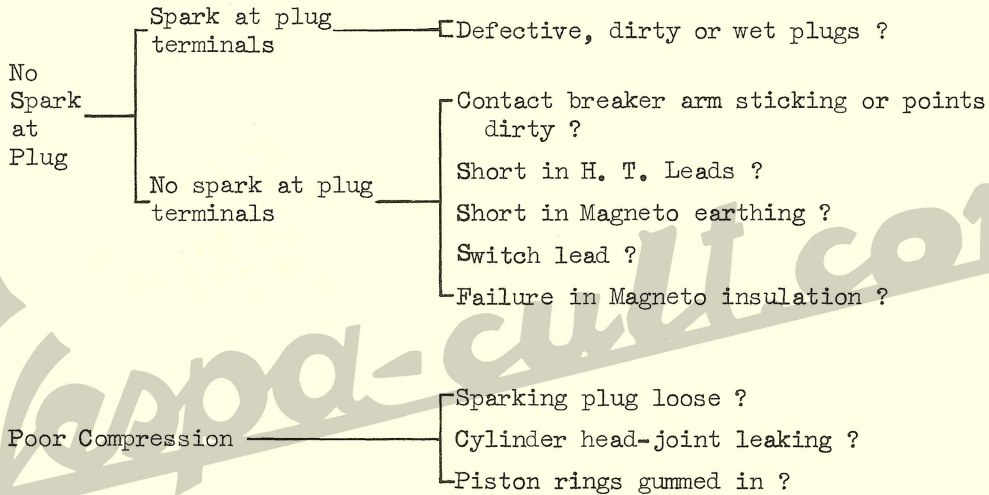 No
Spark
at
Plug
Spark at plug
terminals
Defective, dirty or wet plugs ?
No spark at plug
terminals
Contact breaker arm sticking or points
dirty ?
Short in H. T. Leads ?
Short in Magneto earthing ?
Switch lead ?
Failure in Magneto insulation ?
Poor Compression
Sparking plug loose ?
Cylinder head-joint leaking ?
Piston rings gummed in ?
Vespa-cult.com